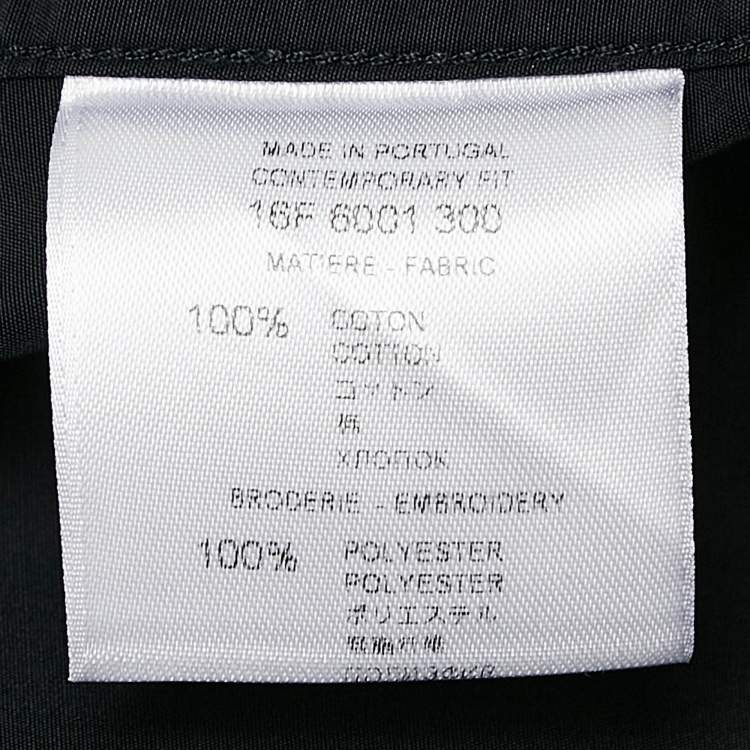 MADE IN PORTUGAL
CONTEMPORARY FIT
16F 6001 300
MATIERE - FABRIC
100% COTON
COTTON
コットン
ХЛОПОК
BRODERIE - EMBROIDERY
100% POLYESTER
POLYESTER
ポリエステル